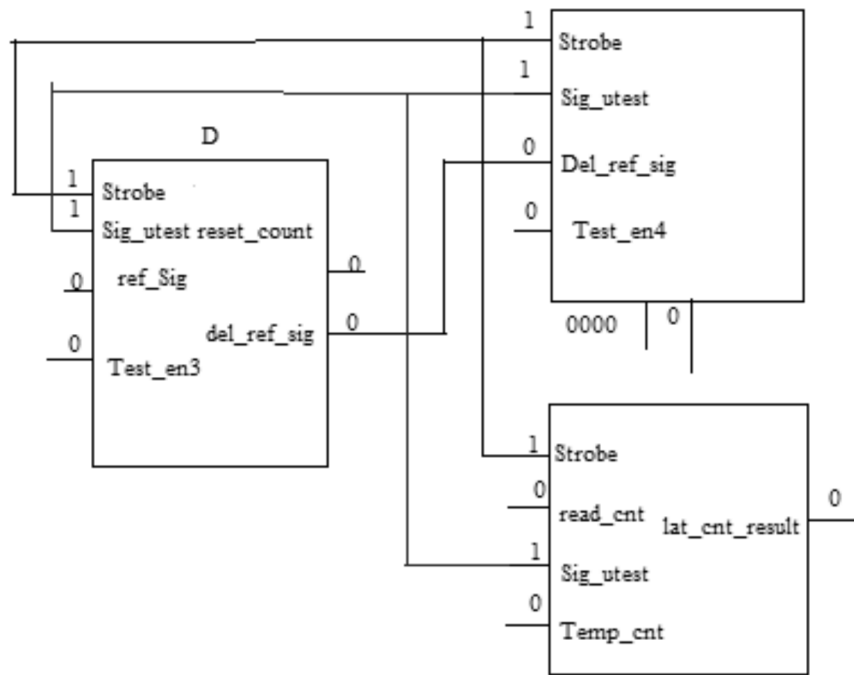 D
1 Strobe
1 Sig_utest reset_count
0 ref_Sig
0
del_ref_sig 0
0 Test_en3
1 Strobe
1 Sig_utest
0 Del_ref_sig
0 Test_en4
0000 0
1 Strobe
0 read_cnt
lat_cnt_result 0
1 Sig_utest
0 Temp_cnt